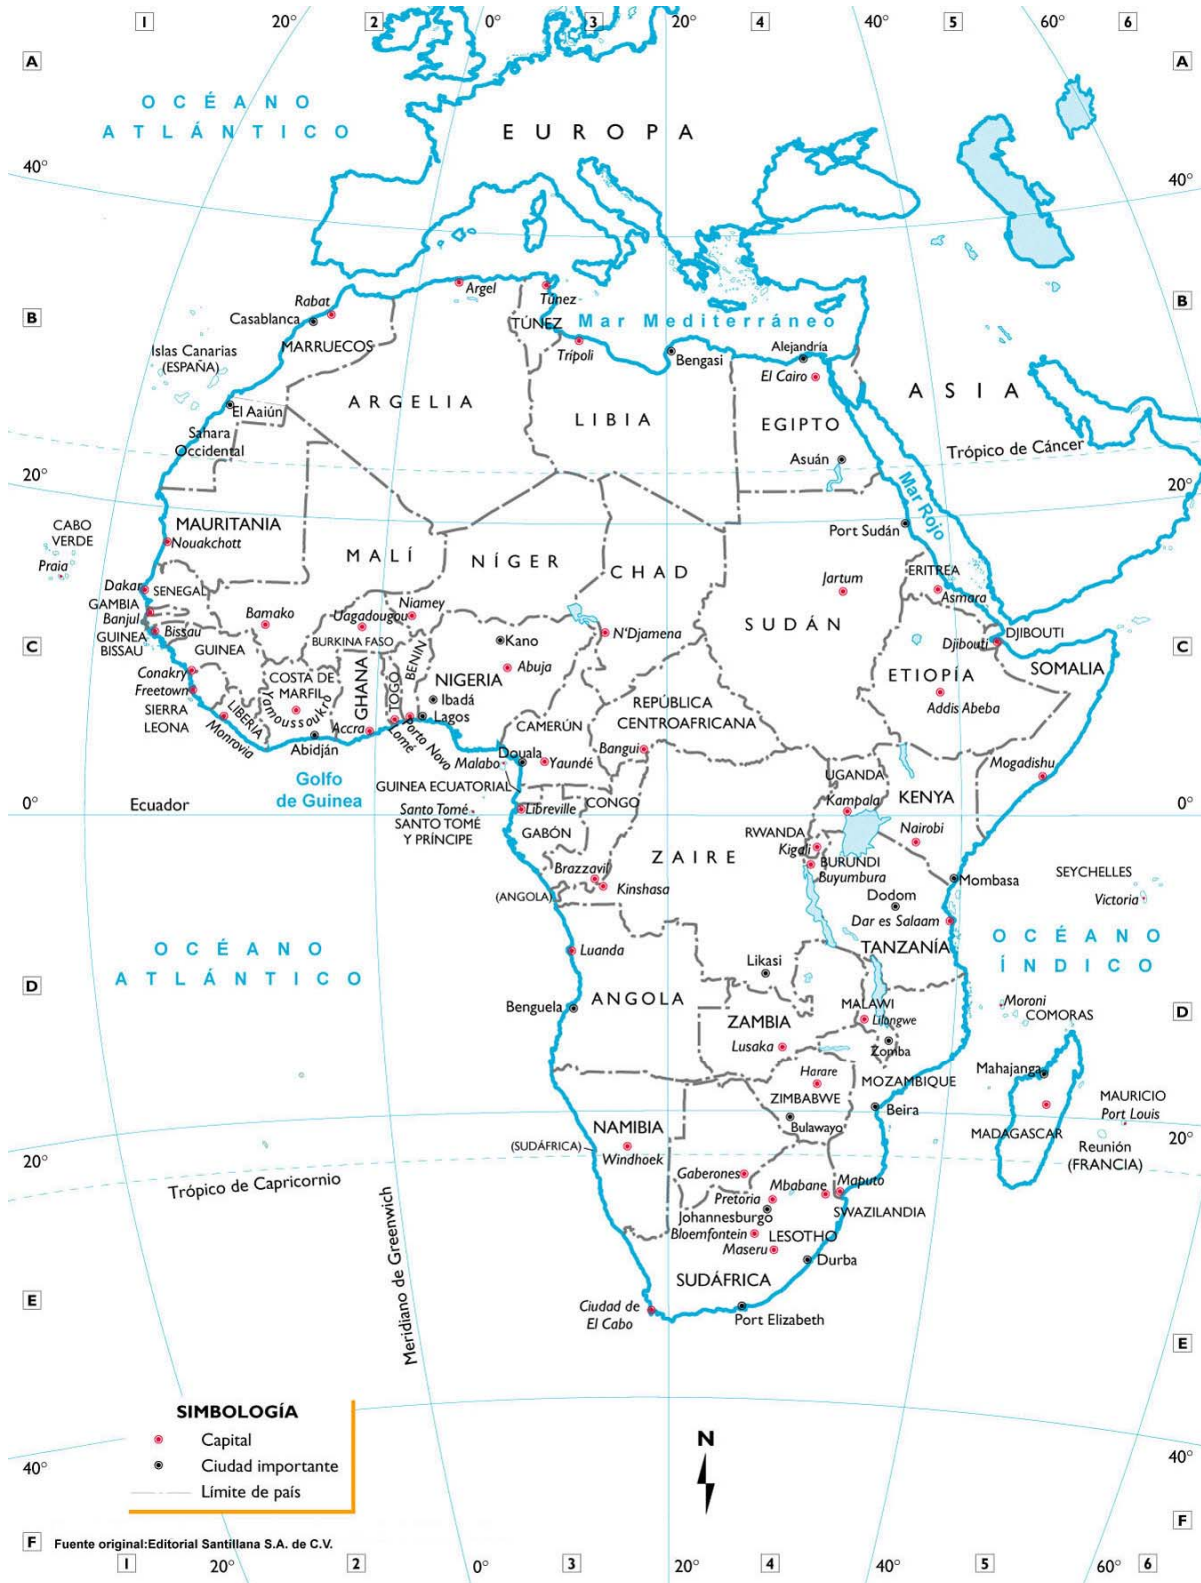 1
20°
2
0°
3
20°
4
40°
5
60°
6
A
A
OCÉANO
ATLÁNTICO
EUROPA
40°
40°
Argel
Túnez
Rabat
B
Casablanca
TÚNEZ
Mar Mediterráneo
B
MARRUECOS
Trípoli
Bengasi
Alejandría
Islas Canarias
(ESPAÑA)
El Cairo
ASIA
ARGELIA
LIBIA
EGIPTO
El Aaiún
Sahara
Occidental
Asuán
Trópico de Cáncer
20°
20°
Mar Rojo
CABO
VERDE
MAURITANIA
Nouakchott
Port Sudán
Praia
MALÍ
NÍGER
CHAD
ERITREA
Jartum
Asmara
Dakar
SENEGAL
GAMBIA
Banjul
Bamako
Uagadougou
Niamey
SUDÁN
GUINEA
BISSAU
Bissau
BURKINA FASO
Kano
N'Djamena
Djibouti
DJIBOUTI
C
C
GUINEA
BENIN
SOMALIA
Conakry
COSTA DE
MARFIL
GHANA
TOGO
NIGERIA
Abuja
ETIOPÍA
Freetown
Yamoussoukro
Ibadá
REPÚBLICA
CENTROAFRICANA
Addis Abeba
SIERRA
LEONA
LIBERIA
Monrovia
Accra
Lomé
Porto Novo
Lagos
CAMERÚN
Abidján
Douala
Yaundé
Bangui
Malabo
Mogadishu
Golfo
de Guinea
GUINEA ECUATORIAL
UGANDA
KENYA
0°
Ecuador
Santo Tomé
SANTO TOMÉ
Y PRÍNCIPE
Libreville
CONGO
Kampala
0°
GABÓN
RWANDA
Kigali
Nairobi
ZAIRE
BURUNDI
Buyumbura
Brazzavil
Kinshasa
Mombasa
SEYCHELLES
Victoria
(ANGOLA)
Dodom
Dar es Salaam
OCÉANO
ATLÁNTICO
Luanda
TANZANÍA
OCÉANO
ÍNDICO
Likasi
D
D
Benguela
ANGOLA
MALAWI
Lilongwe
Moroni
COMORAS
ZAMBIA
Lusaka
Zomba
Harare
Mahajanga
MOZAMBIQUE
ZIMBABWE
Beira
MAURICIO
Port Louis
NAMIBIA
Bulawayo
MADAGASCAR
20°
20°
(SUDÁFRICA)
Windhoek
Reunión
(FRANCIA)
Trópico de Capricornio
Gaberones
Mbabane
Maputo
Pretoria
Johannesburgo
SWAZILANDIA
Bloemfontein
LESOTHO
Maseru
Durba
Meridiano de Greenwich
SUDÁFRICA
E
Ciudad de
El Cabo
Port Elizabeth
E
SIMBOLOGÍA
Capital
Ciudad importante
Límite de país
N
40°
40°
F
F
Fuente original:Editorial Santillana S.A. de C.V.
1
20°
2
0°
3
20°
4
40°
5
60°
6